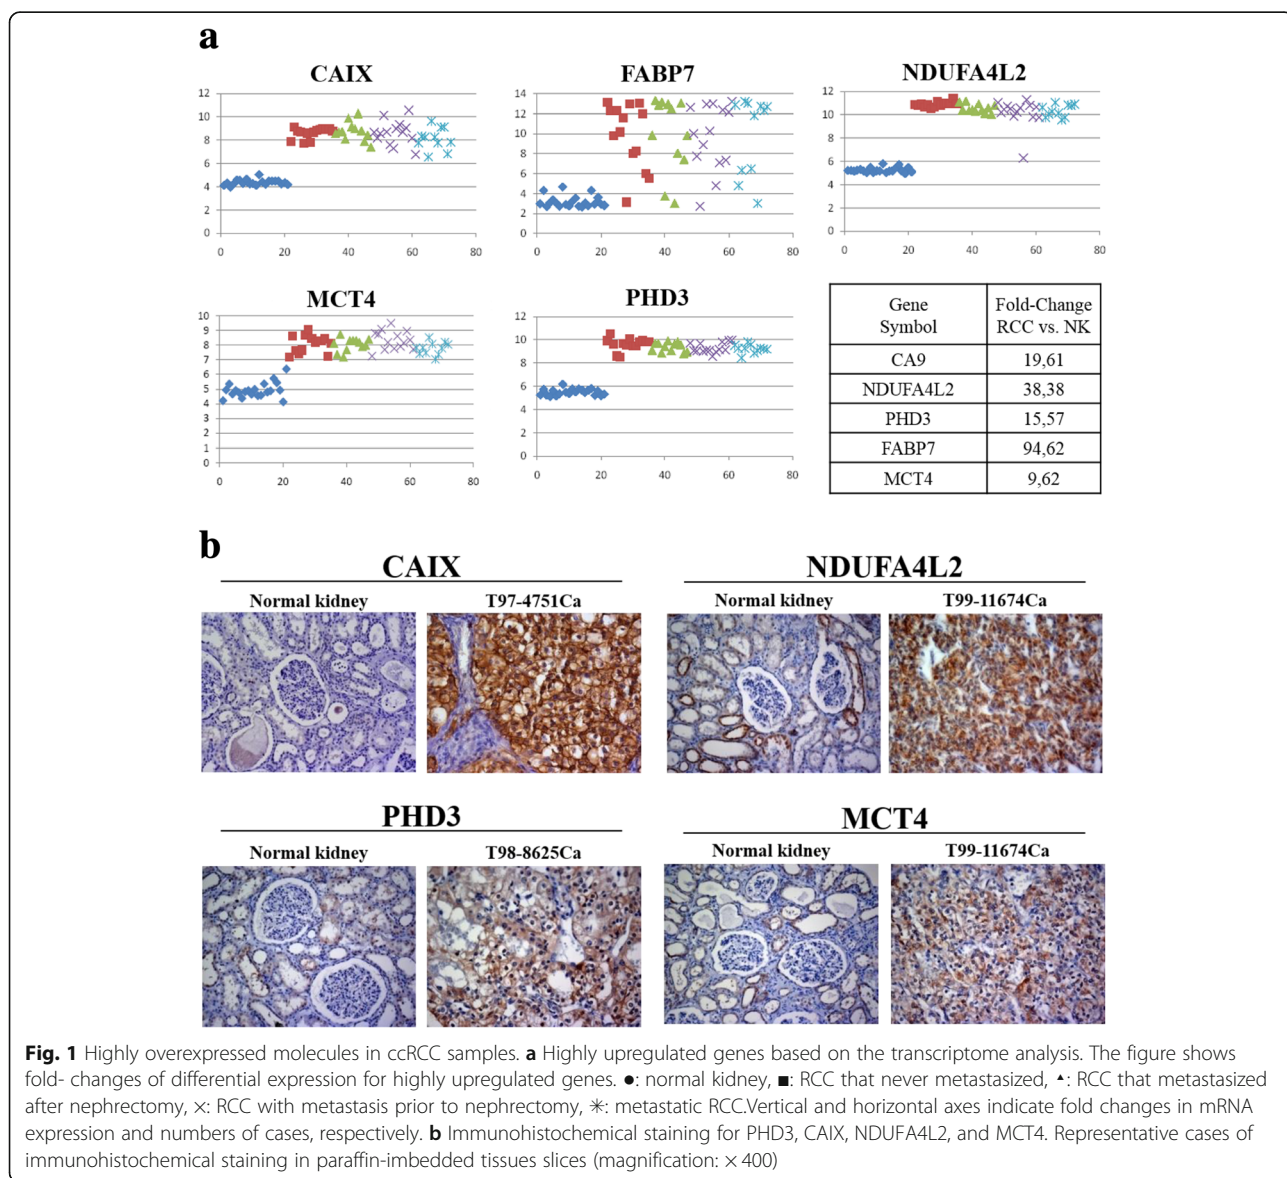 a
CAIX
12
10
8
6
4
2
0
0 20 40 60 80
FABP7
14
12
10
8
6
4
2
0
0 20 40 60 80
NDUFA4L2
12
10
8
6
4
2
0
0 20 40 60 80
MCT4
10
9
8
7
6
5
4
3
2
1
0
0 20 40 60 80
PHD3
12
10
8
6
4
2
0
0 20 40 60 80
Gene Symbol Fold-Change RCC vs. NK
CA9 19,61
NDUFA4L2 38,38
PHD3 15,57
FABP7 94,62
MCT4 9,62
b
CAIX
Normal kidney T97-4751Ca
NDUFA4L2
Normal kidney T99-11674Ca
PHD3
Normal kidney T98-8625Ca
MCT4
Normal kidney T99-11674Ca
Fig. 1 Highly overexpressed molecules in ccRCC samples. a Highly upregulated genes based on the transcriptome analysis. The figure shows
fold- changes of differential expression for highly upregulated genes. ●: normal kidney, ■: RCC that never metastasized, ▲: RCC that metastasized
after nephrectomy, ×: RCC with metastasis prior to nephrectomy, ✳: metastatic RCC.Vertical and horizontal axes indicate fold changes in mRNA
expression and numbers of cases, respectively. b Immunohistochemical staining for PHD3, CAIX, NDUFA4L2, and MCT4. Representative cases of
immunohistochemical staining in paraffin-imbedded tissues slices (magnification: × 400)